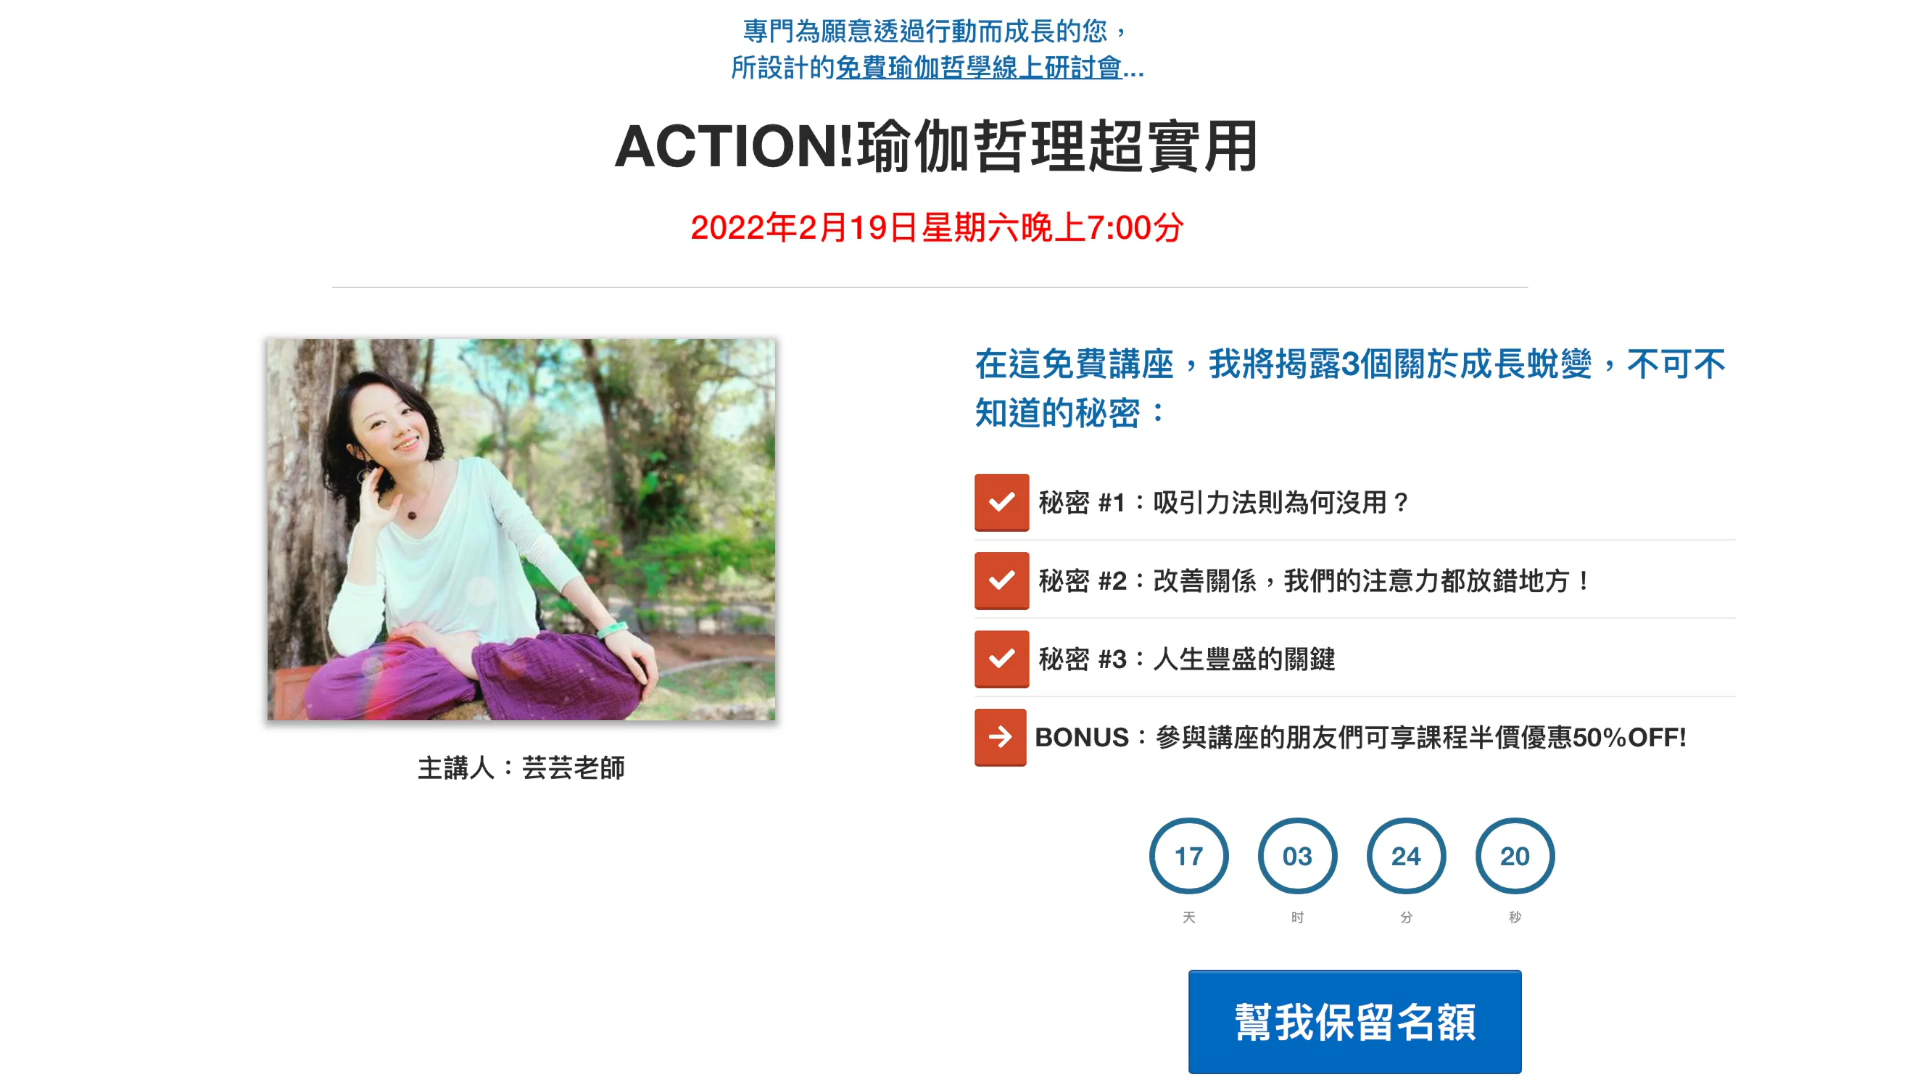 專門為願意透過行動而成長的您，
所設計的免費瑜伽哲學線上研討會...
ACTION!瑜伽哲理超實用
2022年2月19日星期六晚上7:00分
主講人：芸芸老師
在這免費講座，我將揭露3個關於成長蛻變，不可不
知道的秘密：
秘密 #1：吸引力法則為何沒用？
秘密 #2：改善關係，我們的注意力都放錯地方！
秘密 #3：人生豐盛的關鍵
BONUS：參與講座的朋友們可享課程半價優惠50%OFF!
17 03 24 20
天 时 分 秒
幫我保留名額